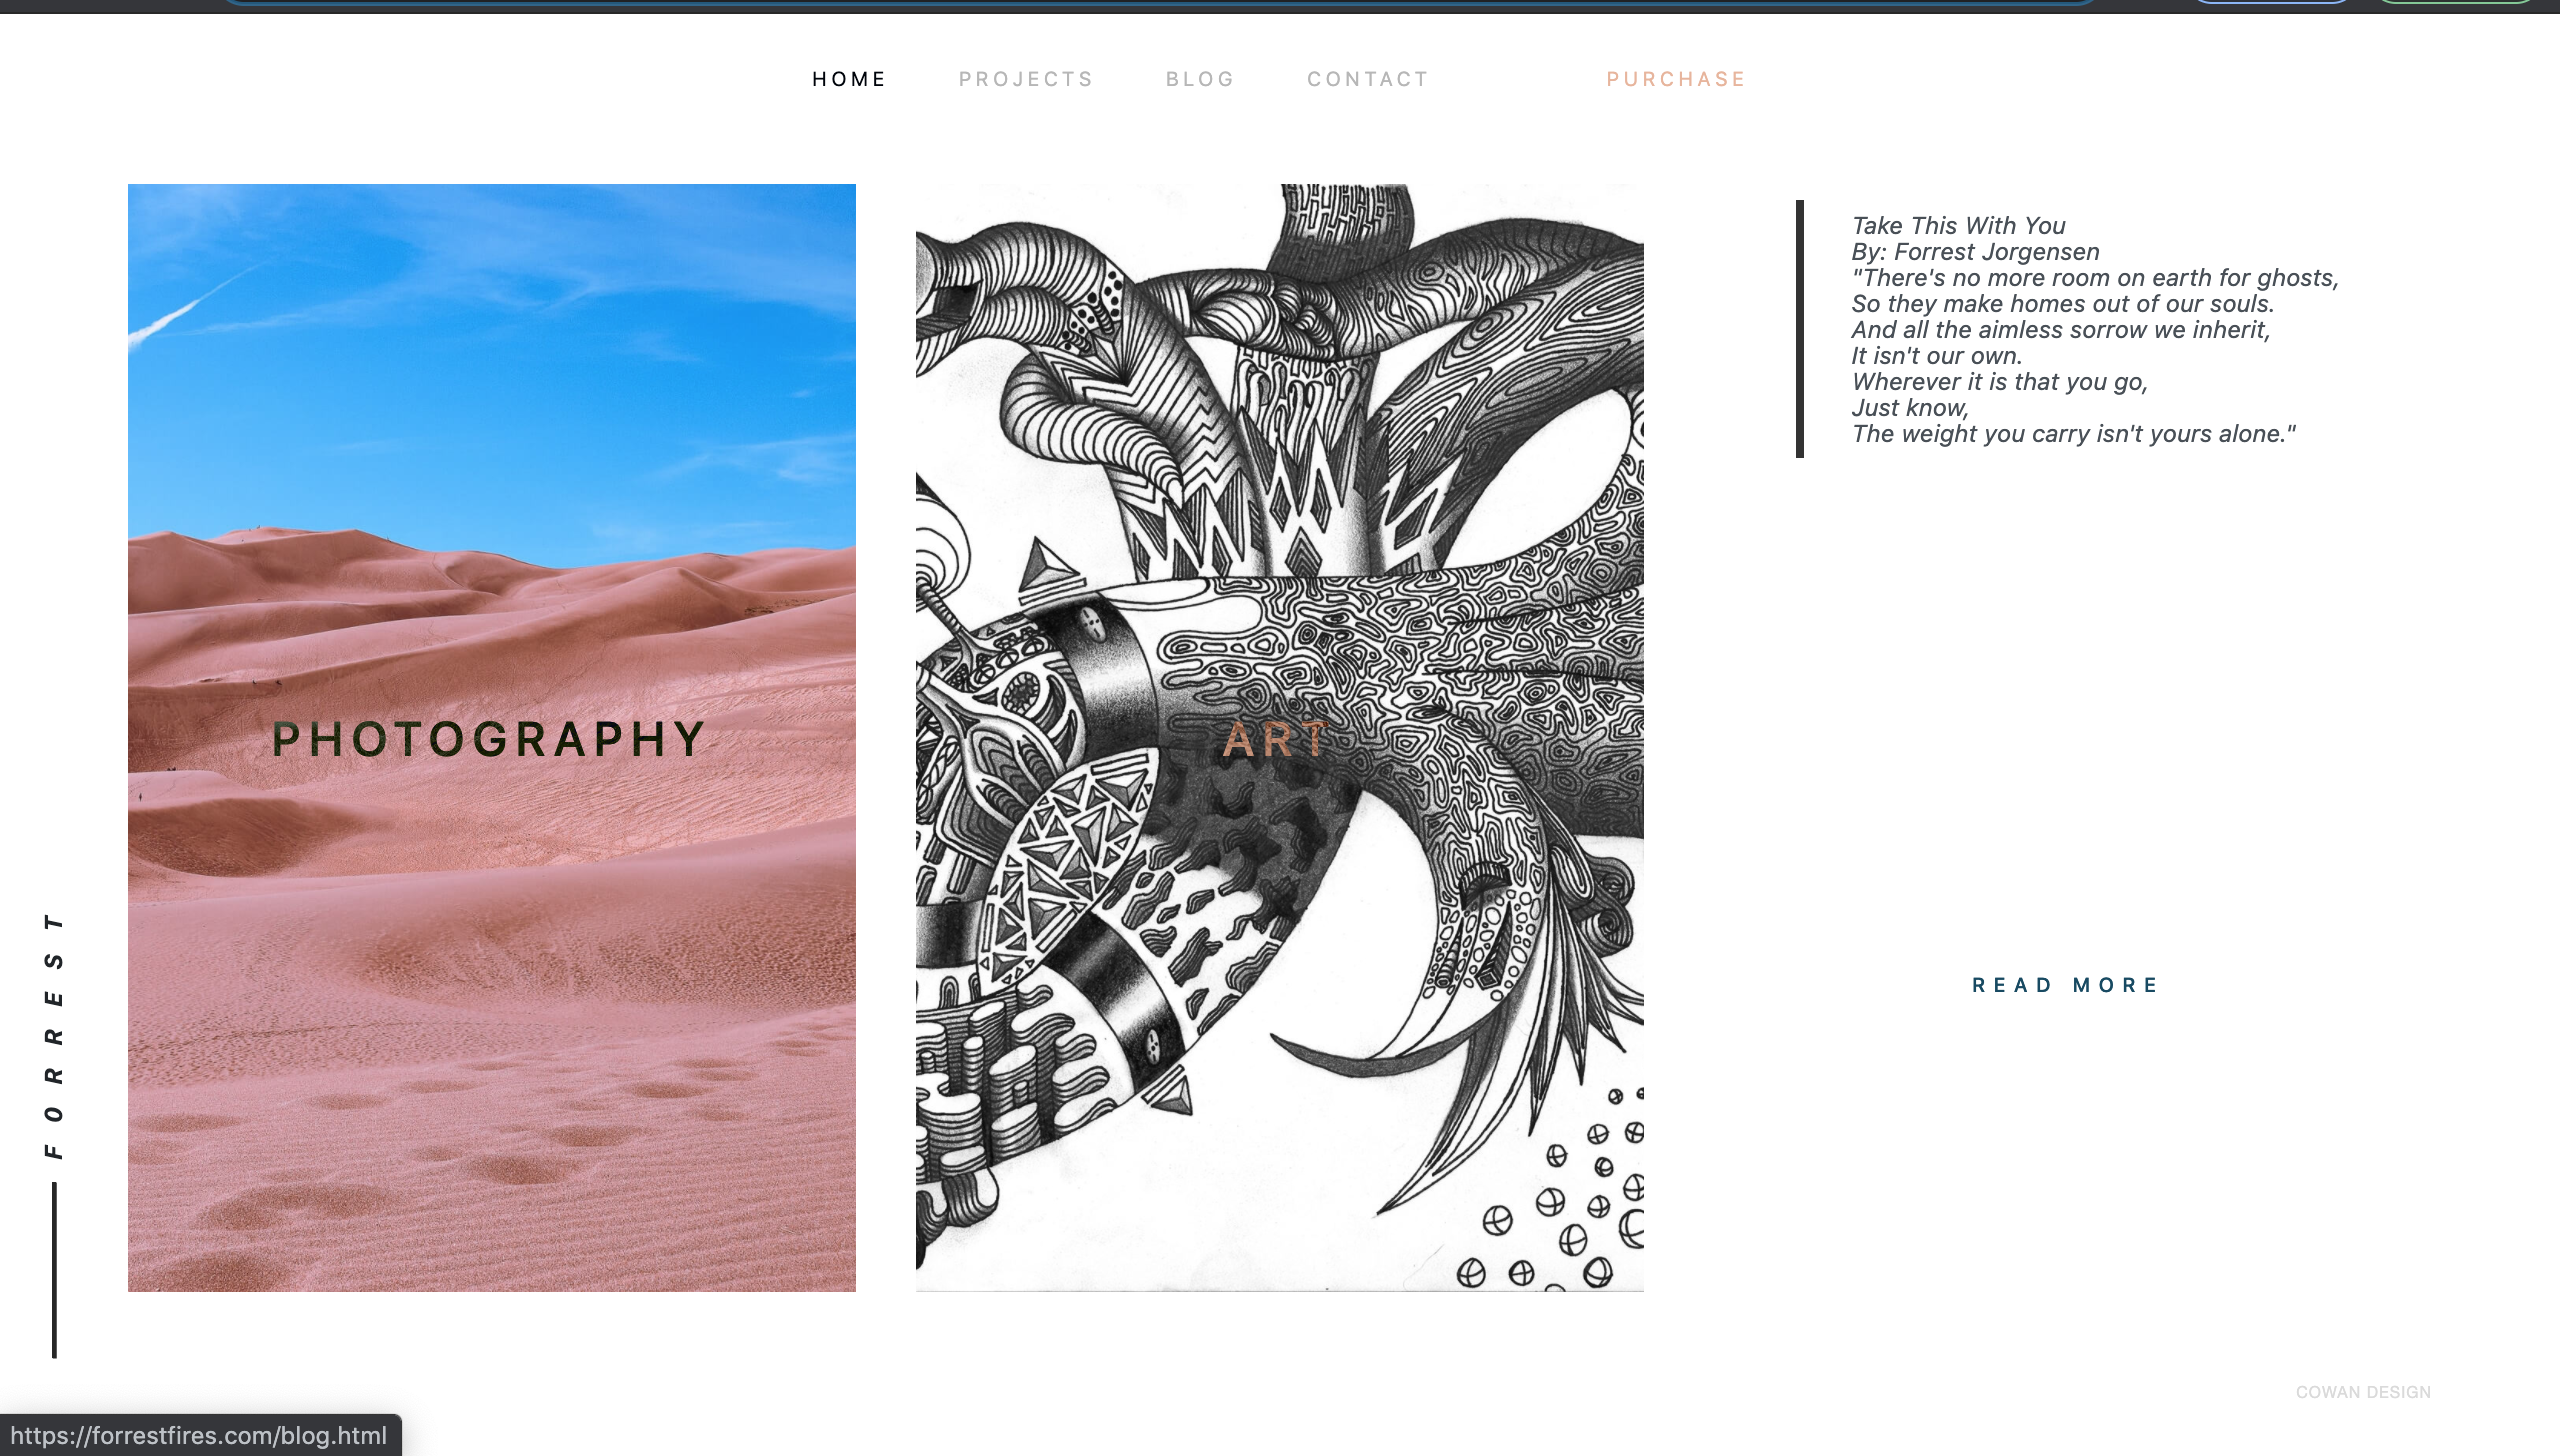 HOME PROJECTS BLOG CONTACT PURCHASE
PHOTOGRAPHY
ART
Take This With You
By: Forrest Jorgensen
"There's no more room on earth for ghosts,
So they make homes out of our souls.
And all the aimless sorrow we inherit,
It isn't our own.
Wherever it is that you go,
Just know,
The weight you carry isn't yours alone."
READ MORE
FORREST
COWAN DESIGN
https://forrestfires.com/blog.html